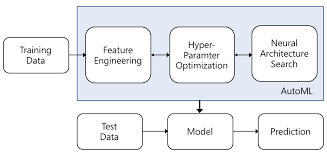 Training
Data
Feature
Engineering
Hyper-
Paramter
Optimization
Neural
Architecture
Search
AutoML
Test
Data
Model
Prediction